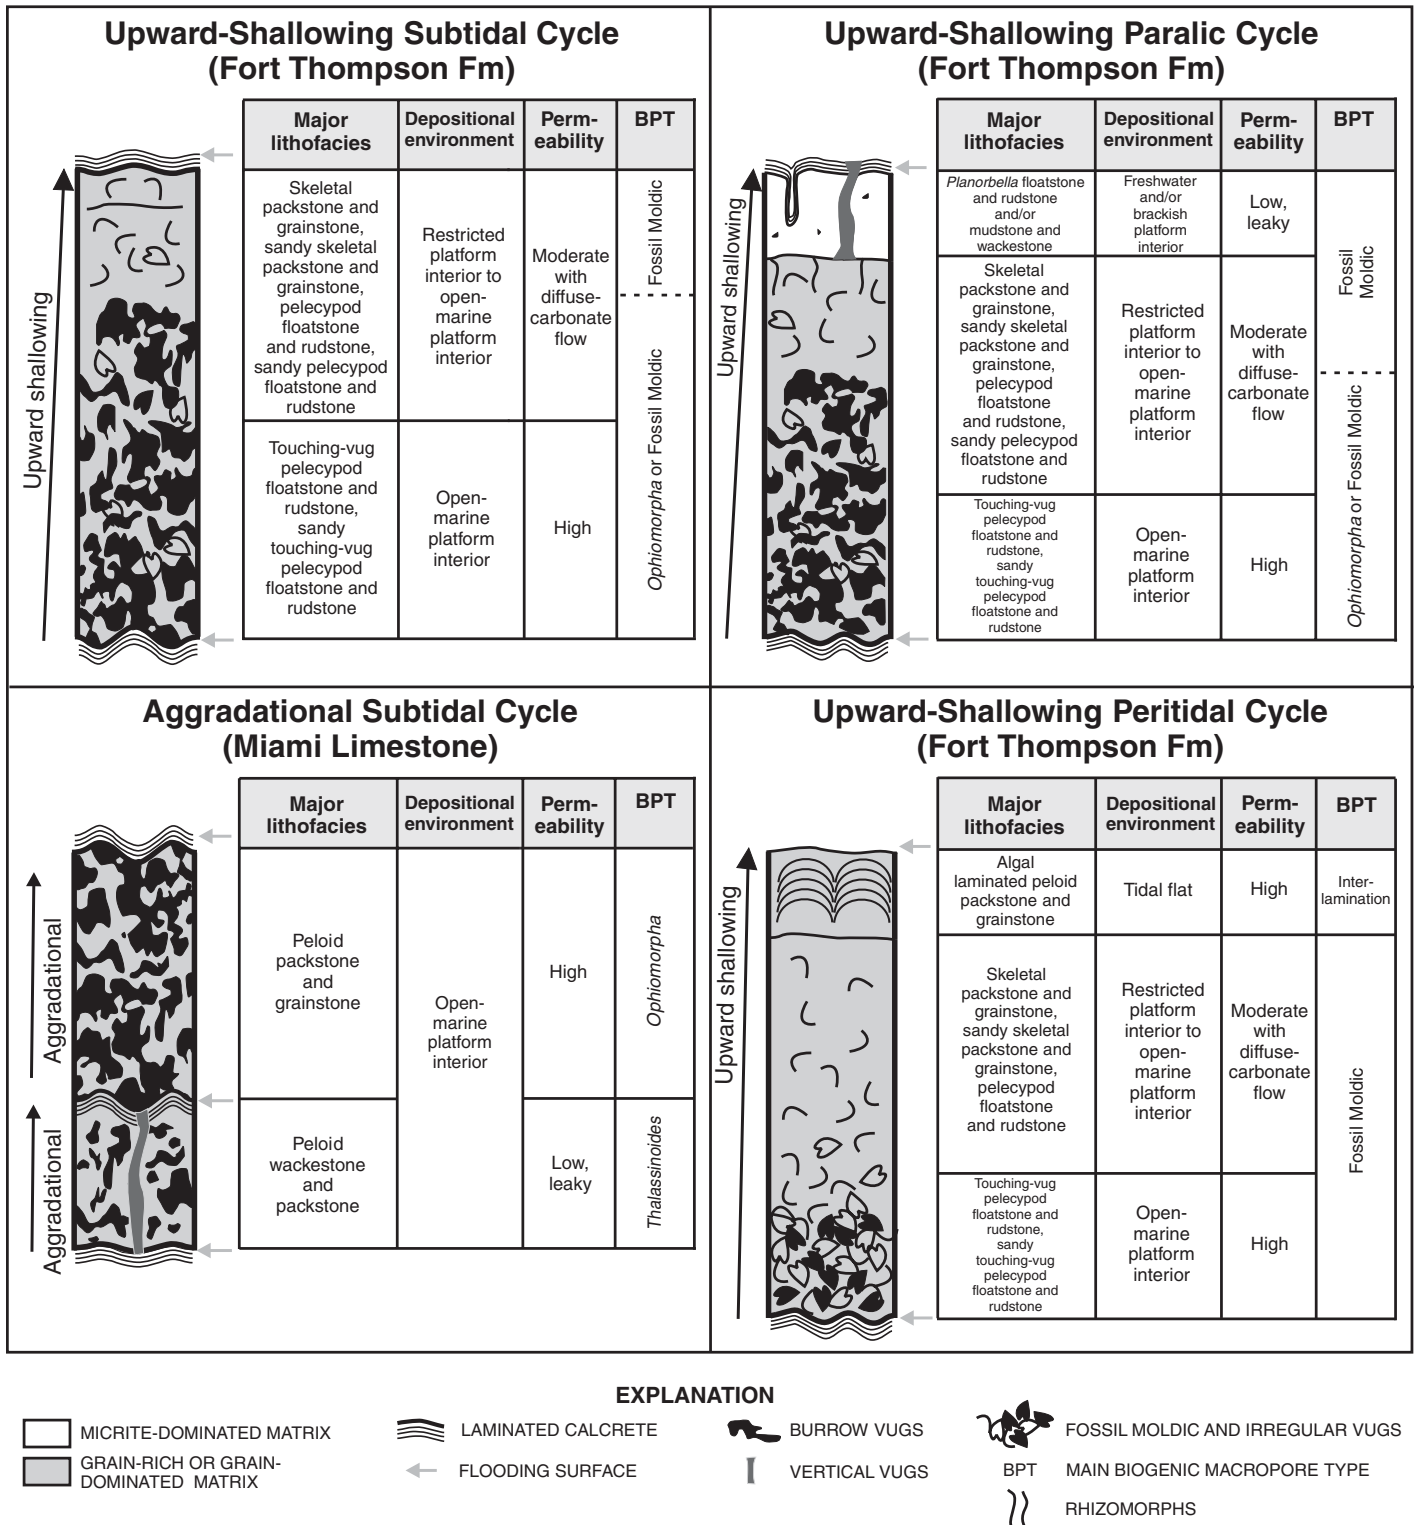 Upward-Shallowing Subtidal Cycle
(Fort Thompson Fm)
Upward shallowing
Major
lithofacies
Depositional
environment
Perm-
eability
BPT
Skeletal
packstone and
grainstone,
sandy skeletal
packstone and
grainstone,
pelecypod
floatstone
and rudstone,
sandy pelecypod
floatstone and
rudstone
Restricted
platform
interior to
open-
marine
platform
interior
Moderate
with
diffuse-
carbonate
flow
Fossil Moldic
Touching-vug
pelecypod
floatstone and
rudstone,
sandy
touching-vug
pelecypod
floatstone and
rudstone
Open-
marine
platform
interior
High
Ophiomorpha or Fossil Moldic
Upward-Shallowing Paralic Cycle
(Fort Thompson Fm)
Upward shallowing
Major
lithofacies
Depositional
environment
Perm-
eability
BPT
Planorbella floatstone
and rudstone
and/or
mudstone and
wackestone
Freshwater
and/or
brackish
platform
interior
Low,
leaky
Fossil
Moldic
Skeletal
packstone and
grainstone,
sandy skeletal
packstone and
grainstone,
pelecypod
floatstone
and rudstone,
sandy pelecypod
floatstone and
rudstone
Restricted
platform
interior to
open-
marine
platform
interior
Moderate
with
diffuse-
carbonate
flow
Touching-vug
pelecypod
floatstone and
rudstone,
sandy
touching-vug
pelecypod
floatstone and
rudstone
Open-
marine
platform
interior
High
Ophiomorpha or Fossil Moldic
Aggradational Subtidal Cycle
(Miami Limestone)
Aggradational
Aggradational
Major
lithofacies
Depositional
environment
Perm-
eability
BPT
Peloid
packstone
and
grainstone
Open-
marine
platform
interior
High
Ophiomorpha
Peloid
wackestone
and
packstone
Low,
leaky
Thalassinoides
Upward-Shallowing Peritidal Cycle
(Fort Thompson Fm)
Upward shallowing
Major
lithofacies
Depositional
environment
Perm-
eability
BPT
Algal
laminated peloid
packstone and
grainstone
Tidal flat
High
Inter-
lamination
Skeletal
packstone and
grainstone,
sandy skeletal
packstone and
grainstone,
pelecypod
floatstone
and rudstone
Restricted
platform
interior to
open-
marine
platform
interior
Moderate
with
diffuse-
carbonate
flow
Fossil Moldic
Touching-vug
pelecypod
floatstone and
rudstone,
sandy
touching-vug
pelecypod
floatstone and
rudstone
Open-
marine
platform
interior
High
EXPLANATION
MICRITE-DOMINATED MATRIX
GRAIN-RICH OR GRAIN-
DOMINATED MATRIX
LAMINATED CALCRETE
FLOODING SURFACE
BURROW VUGS
VERTICAL VUGS
FOSSIL MOLDIC AND IRREGULAR VUGS
BPT MAIN BIOGENIC MACROPORE TYPE
RHIZOMORPHS